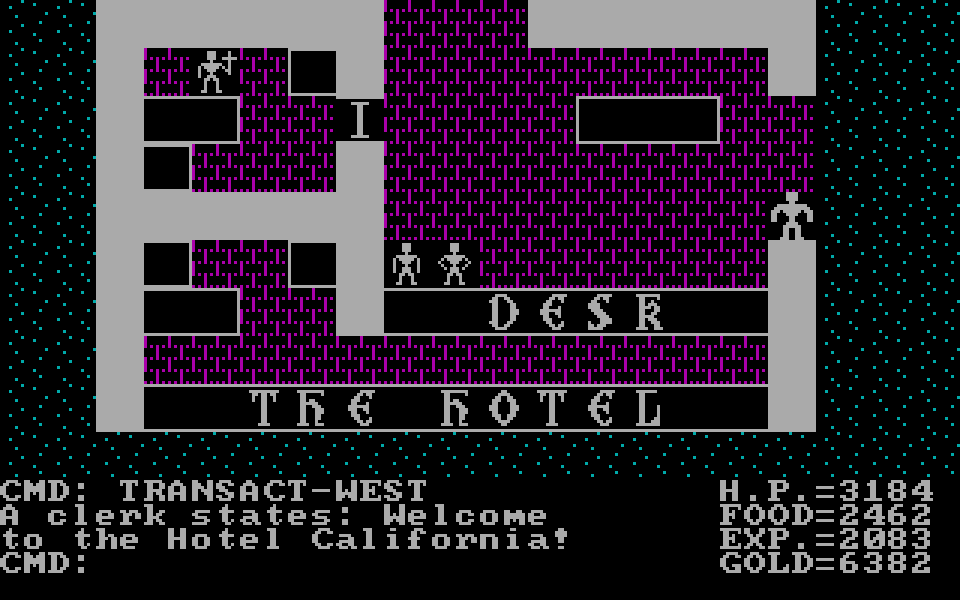 I
DESK
THE HOTEL
CMD: TRANSACT-WEST
A clerk states: Welcome
to the Hotel California!
CMD:
H.P.=3184
FOOD=2462
EXP.=2083
GOLD=6382